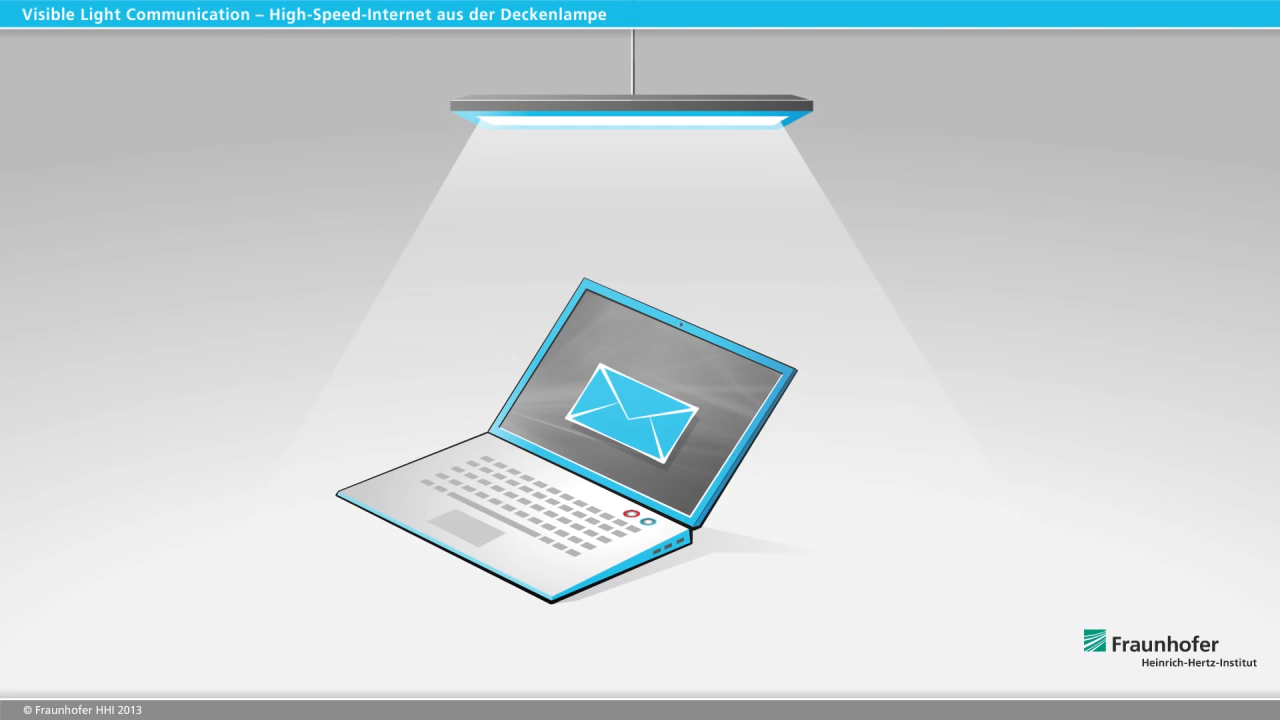 Visible Light Communication – High-Speed-Internet aus der Deckenlampe
Fraunhofer
Heinrich-Hertz-Institut
© Fraunhofer HHI 2013